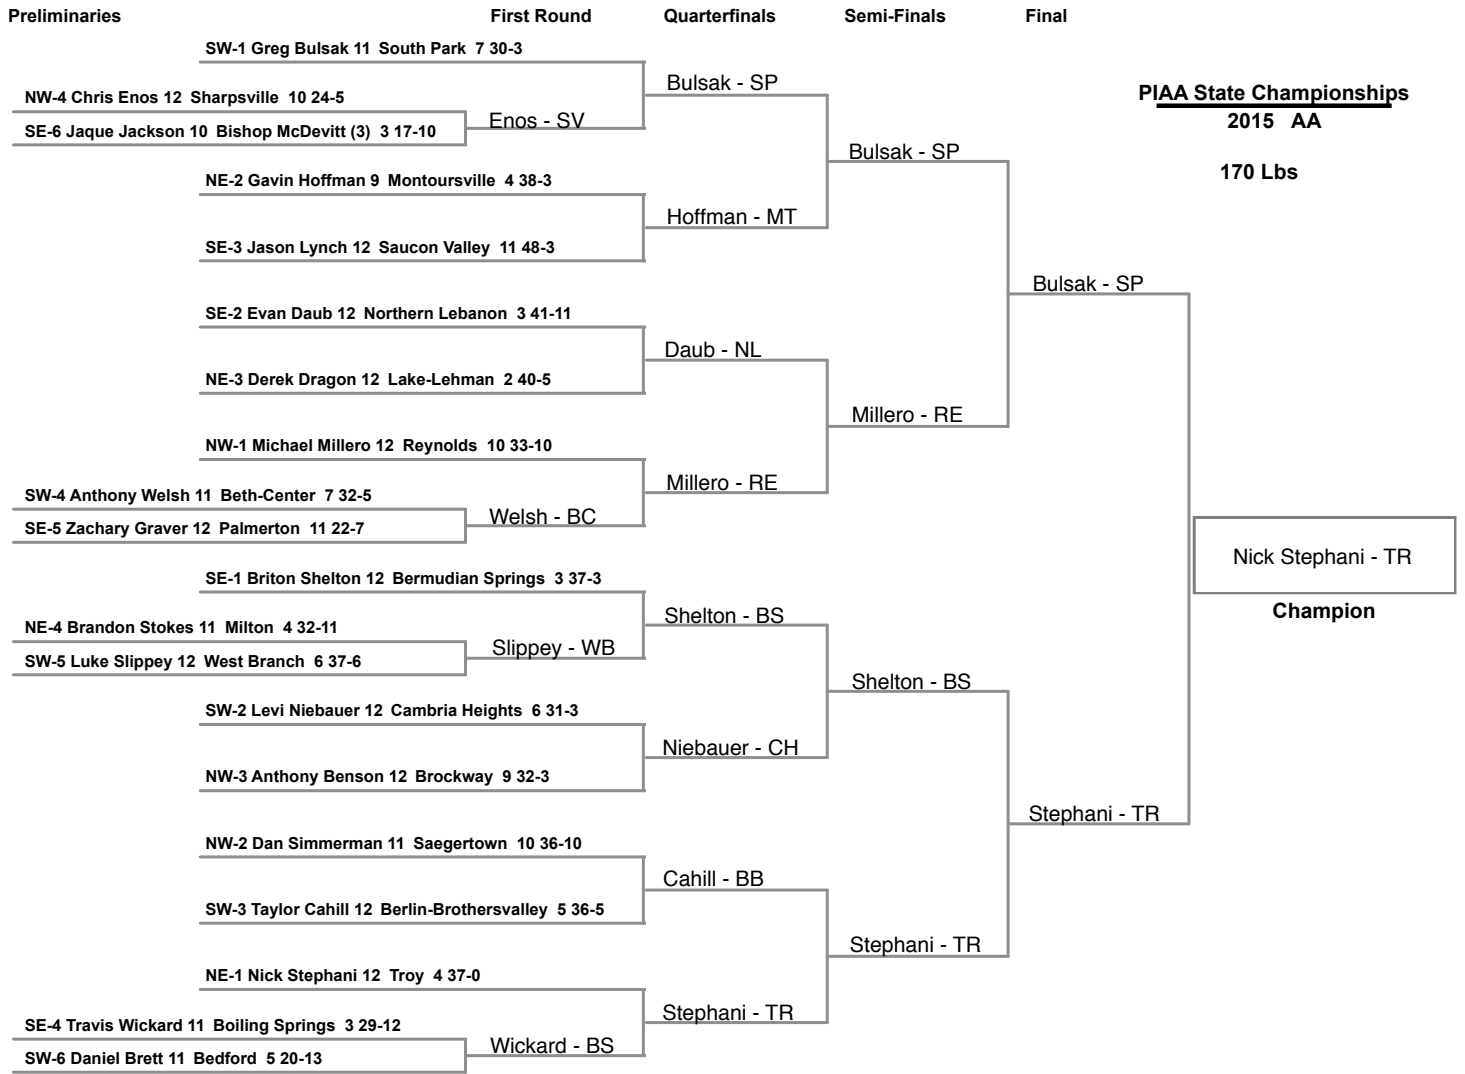 Preliminaries First Round Quarterfinals Semi-Finals Final
SW-1 Greg Bulsak 11 South Park 7 30-3
Bulsak - SP
PIAA State Championships
NW-4 Chris Enos 12 Sharpsville 10 24-5
Enos - SV
2015 AA
SE-6 Jaque Jackson 10 Bishop McDevitt (3) 3 17-10
Bulsak - SP
170 Lbs
NE-2 Gavin Hoffman 9 Montoursville 4 38-3
Hoffman - MT
SE-3 Jason Lynch 12 Saucon Valley 11 48-3
Bulsak - SP
SE-2 Evan Daub 12 Northern Lebanon 3 41-11
Daub - NL
NE-3 Derek Dragon 12 Lake-Lehman 2 40-5
Millero - RE
NW-1 Michael Millero 12 Reynolds 10 33-10
Millero - RE
SW-4 Anthony Welsh 11 Beth-Center 7 32-5
Welsh - BC
SE-5 Zachary Graver 12 Palmerton 11 22-7
Nick Stephani - TR
SE-1 Briton Shelton 12 Bermudian Springs 3 37-3
Champion
Shelton - BS
NE-4 Brandon Stokes 11 Milton 4 32-11
Slippey - WB
SW-5 Luke Slippey 12 West Branch 6 37-6
Shelton - BS
SW-2 Levi Niebauer 12 Cambria Heights 6 31-3
Niebauer - CH
NW-3 Anthony Benson 12 Brockway 9 32-3
Stephani - TR
NW-2 Dan Simmerman 11 Saegertown 10 36-10
Cahill - BB
SW-3 Taylor Cahill 12 Berlin-Brothersvalley 5 36-5
Stephani - TR
NE-1 Nick Stephani 12 Troy 4 37-0
Stephani - TR
SE-4 Travis Wickard 11 Boiling Springs 3 29-12
Wickard - BS
SW-6 Daniel Brett 11 Bedford 5 20-13